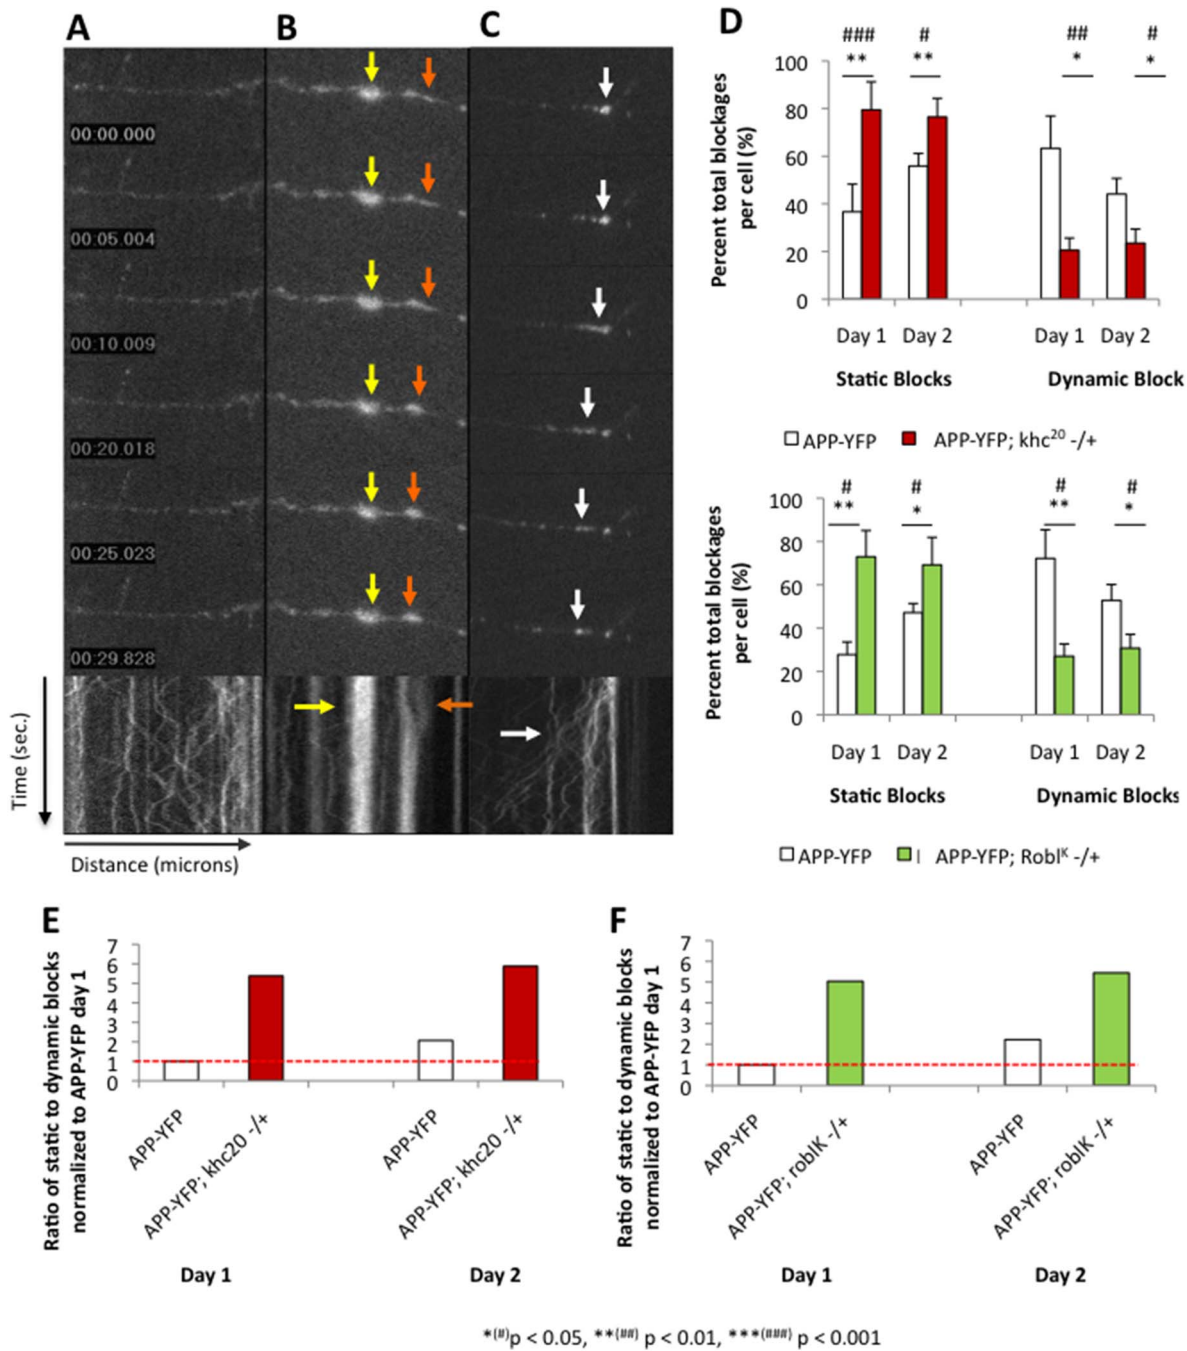 A
B
C
00:00.000
00:05.004
00:10.009
00:20.018
00:25.023
00:29.828
Time (sec.)
Distance (microns)
D
Percent total blockages
per cell (%)
100
80
60
40
20
0
###
**
#
**
##
*
#
*
Day 1 Day 2 Day 1 Day 2
Static Blocks Dynamic Block
APP-YFP APP-YFP; khc²⁰ -/+
Percent total blockages
per cell (%)
100
80
60
40
20
0
#
**
#
*
#
**
#
*
Day 1 Day 2 Day 1 Day 2
Static Blocks Dynamic Blocks
APP-YFP APP-YFP; Roblᴷ -/+
E
Ratio of static to dynamic blocks
normalized to APP-YFP day 1
7
6
5
4
3
2
1
0
APP-YFP
APP-YFP; khc20 -/+
APP-YFP
APP-YFP; khc20 -/+
Day 1 Day 2
F
Ratio of static to dynamic blocks
normalized to APP-YFP day 1
7
6
5
4
3
2
1
0
APP-YFP
APP-YFP; roblK -/+
APP-YFP
APP-YFP; roblK -/+
Day 1 Day 2
*(#)p < 0.05, **(##) p < 0.01, ***(###) p < 0.001